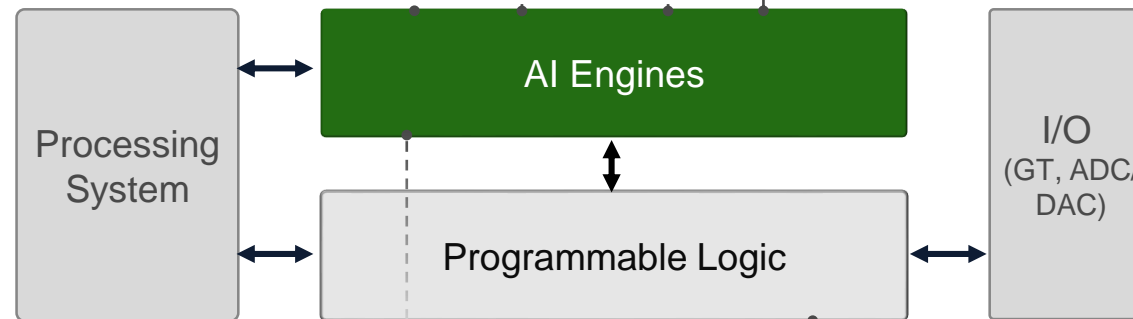 AI Engines
Processing
System
I/O
(GT, ADC/
DAC)
Programmable Logic